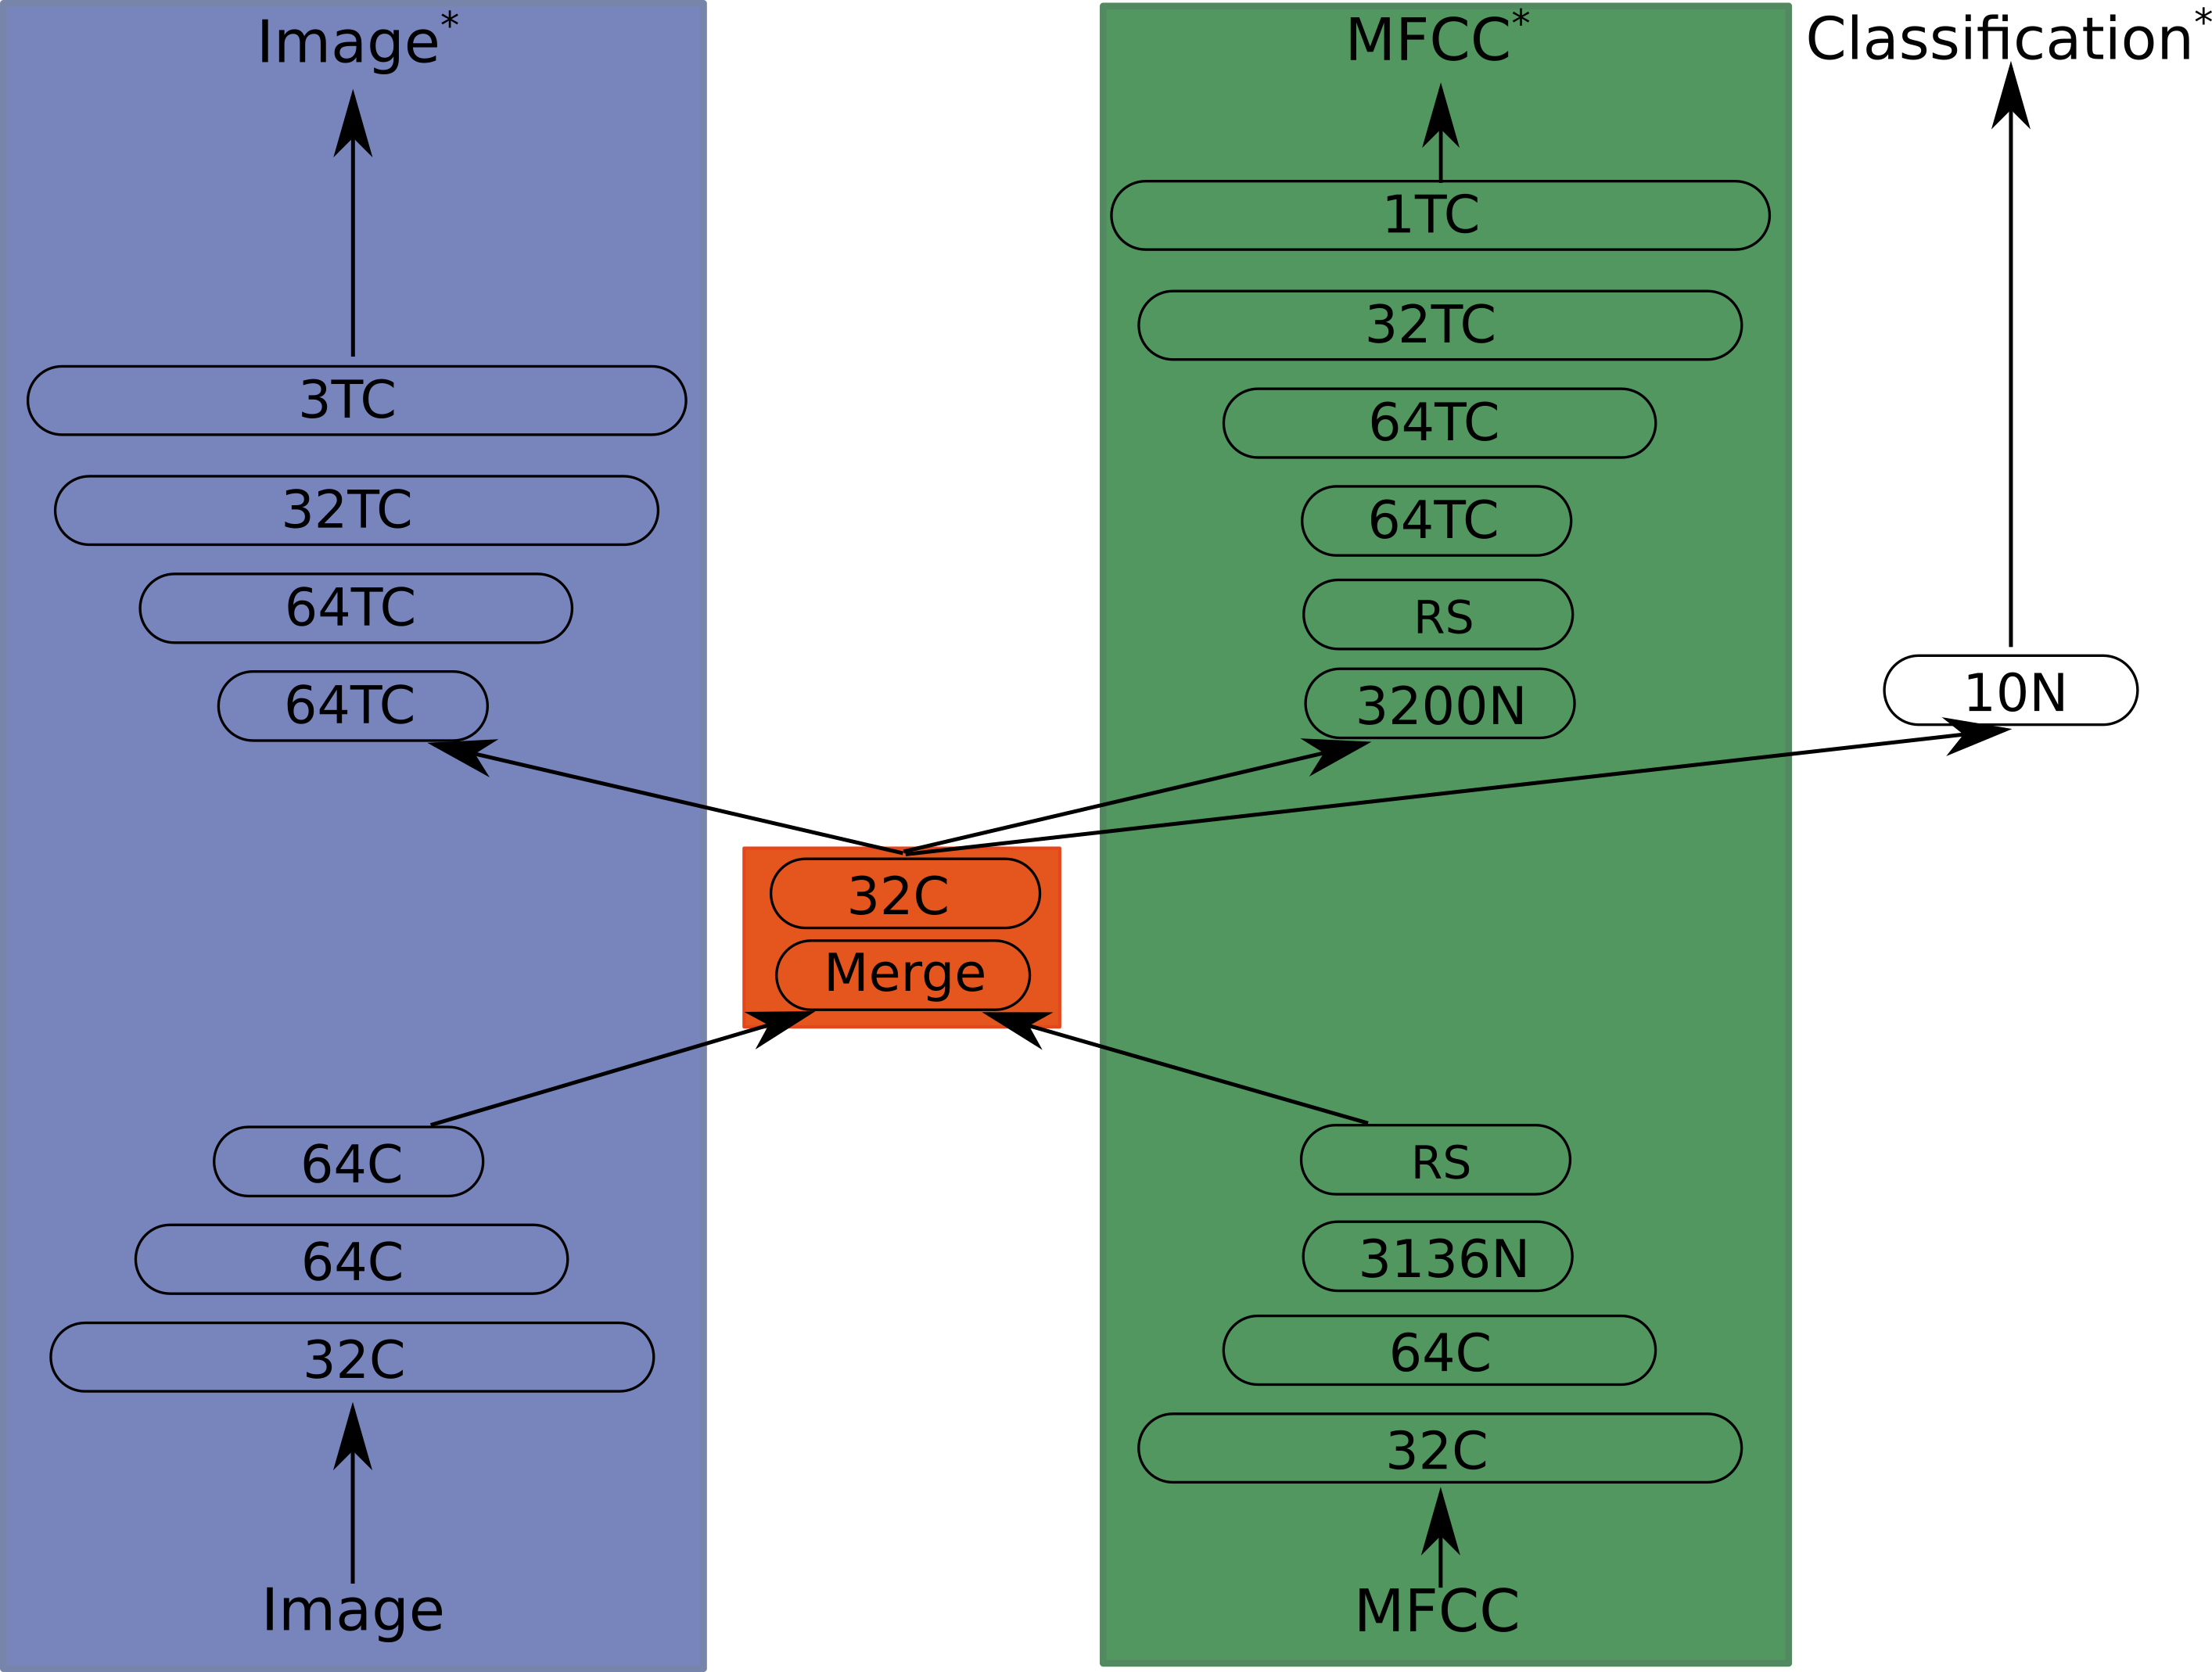 Image*
3TC
32TC
64TC
64TC
64C
64C
32C
Image
32C
Merge
MFCC*
1TC
32TC
64TC
64TC
RS
3200N
RS
3136N
64C
32C
MFCC
Classification*
10N